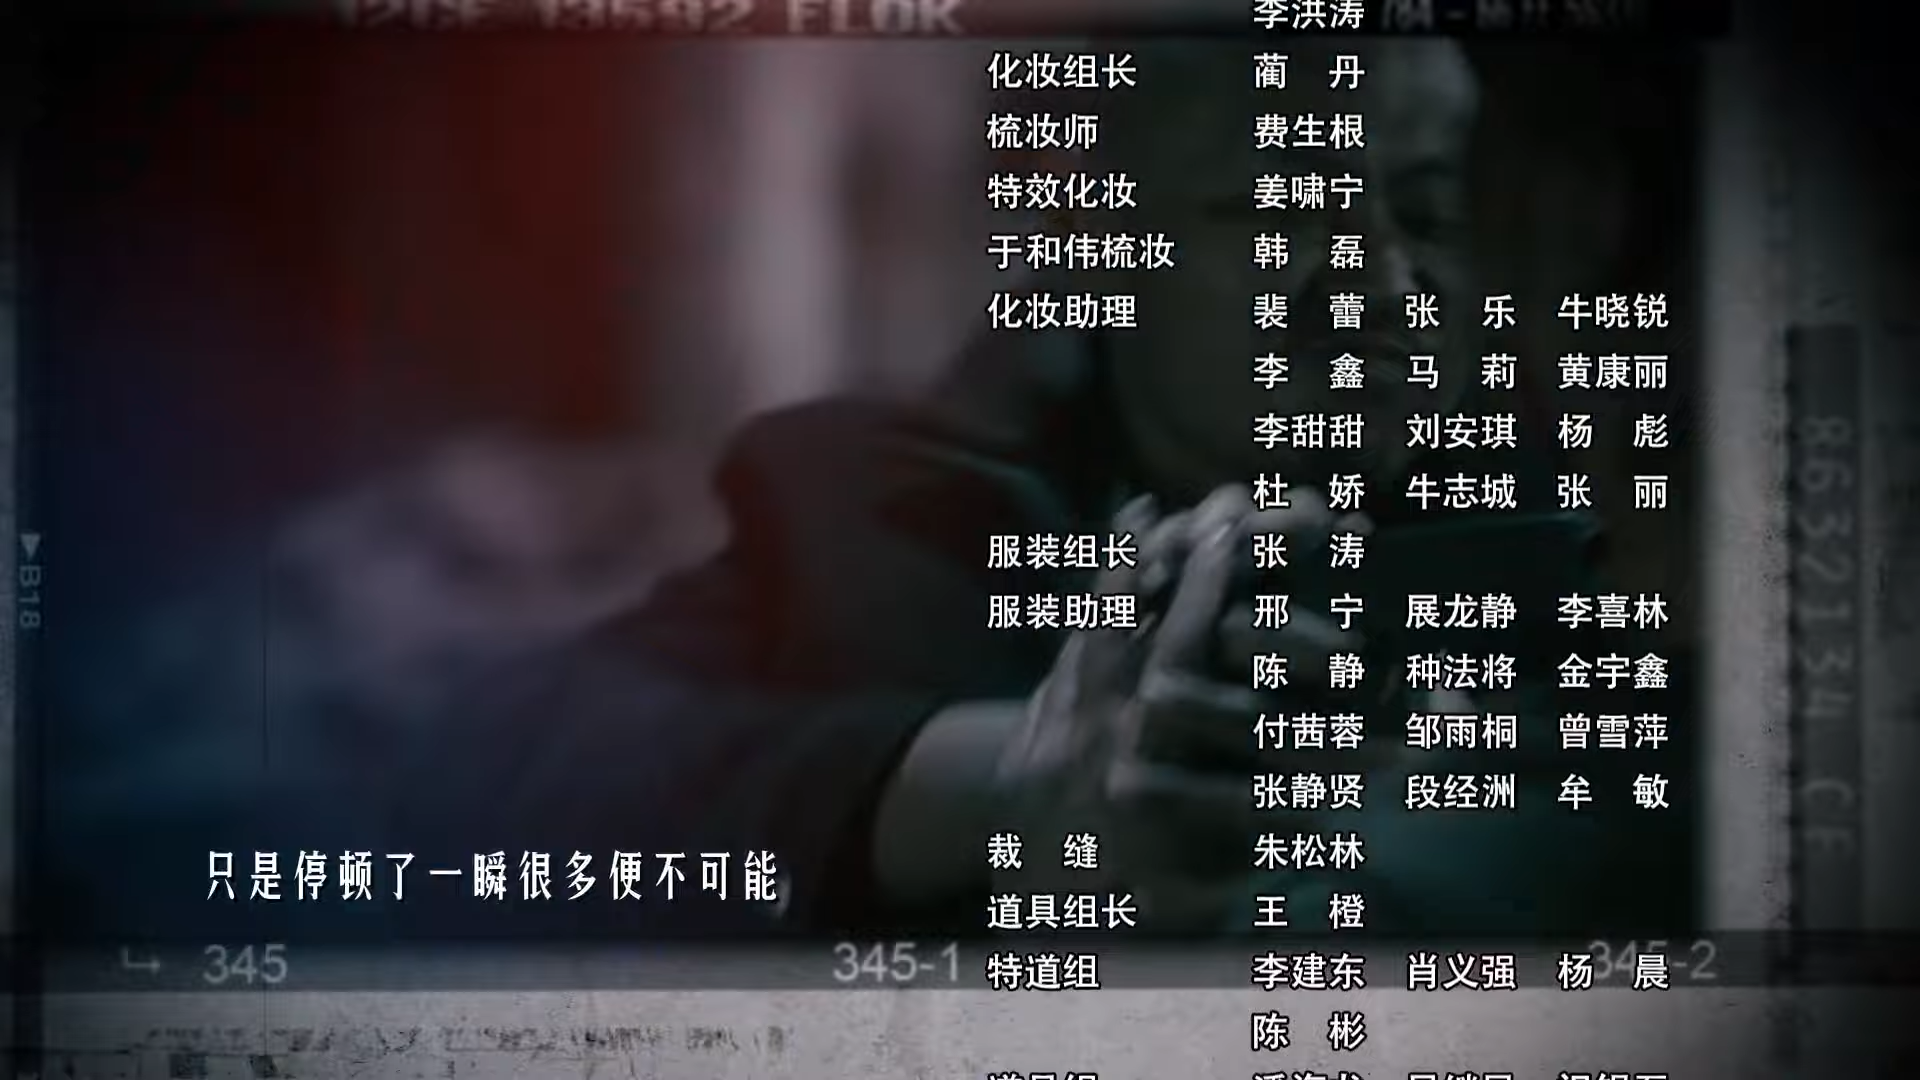 12CE 13592 FLOK
李洪涛
化妆组长 蔺 丹
梳妆师 费生根
特效化妆 姜啸宁
于和伟梳妆 韩 磊
化妆助理 裴 蕾 张 乐 牛晓锐
李 鑫 马 莉 黄康丽
李甜甜 刘安琪 杨 彪
杜 娇 牛志城 张 丽
服装组长 张 涛
服装助理 邢 宁 展龙静 李喜林
陈 静 种法将 金宇鑫
付茜蓉 邹雨桐 曾雪萍
张静贤 段经洲 牟 敏
裁 缝 朱松林
道具组长 王 橙
特道组 李建东 肖义强 杨 晨
陈 彬
只是停顿了一瞬很多便不可能
345
345-1
345-2
▶B18
8632134 CE